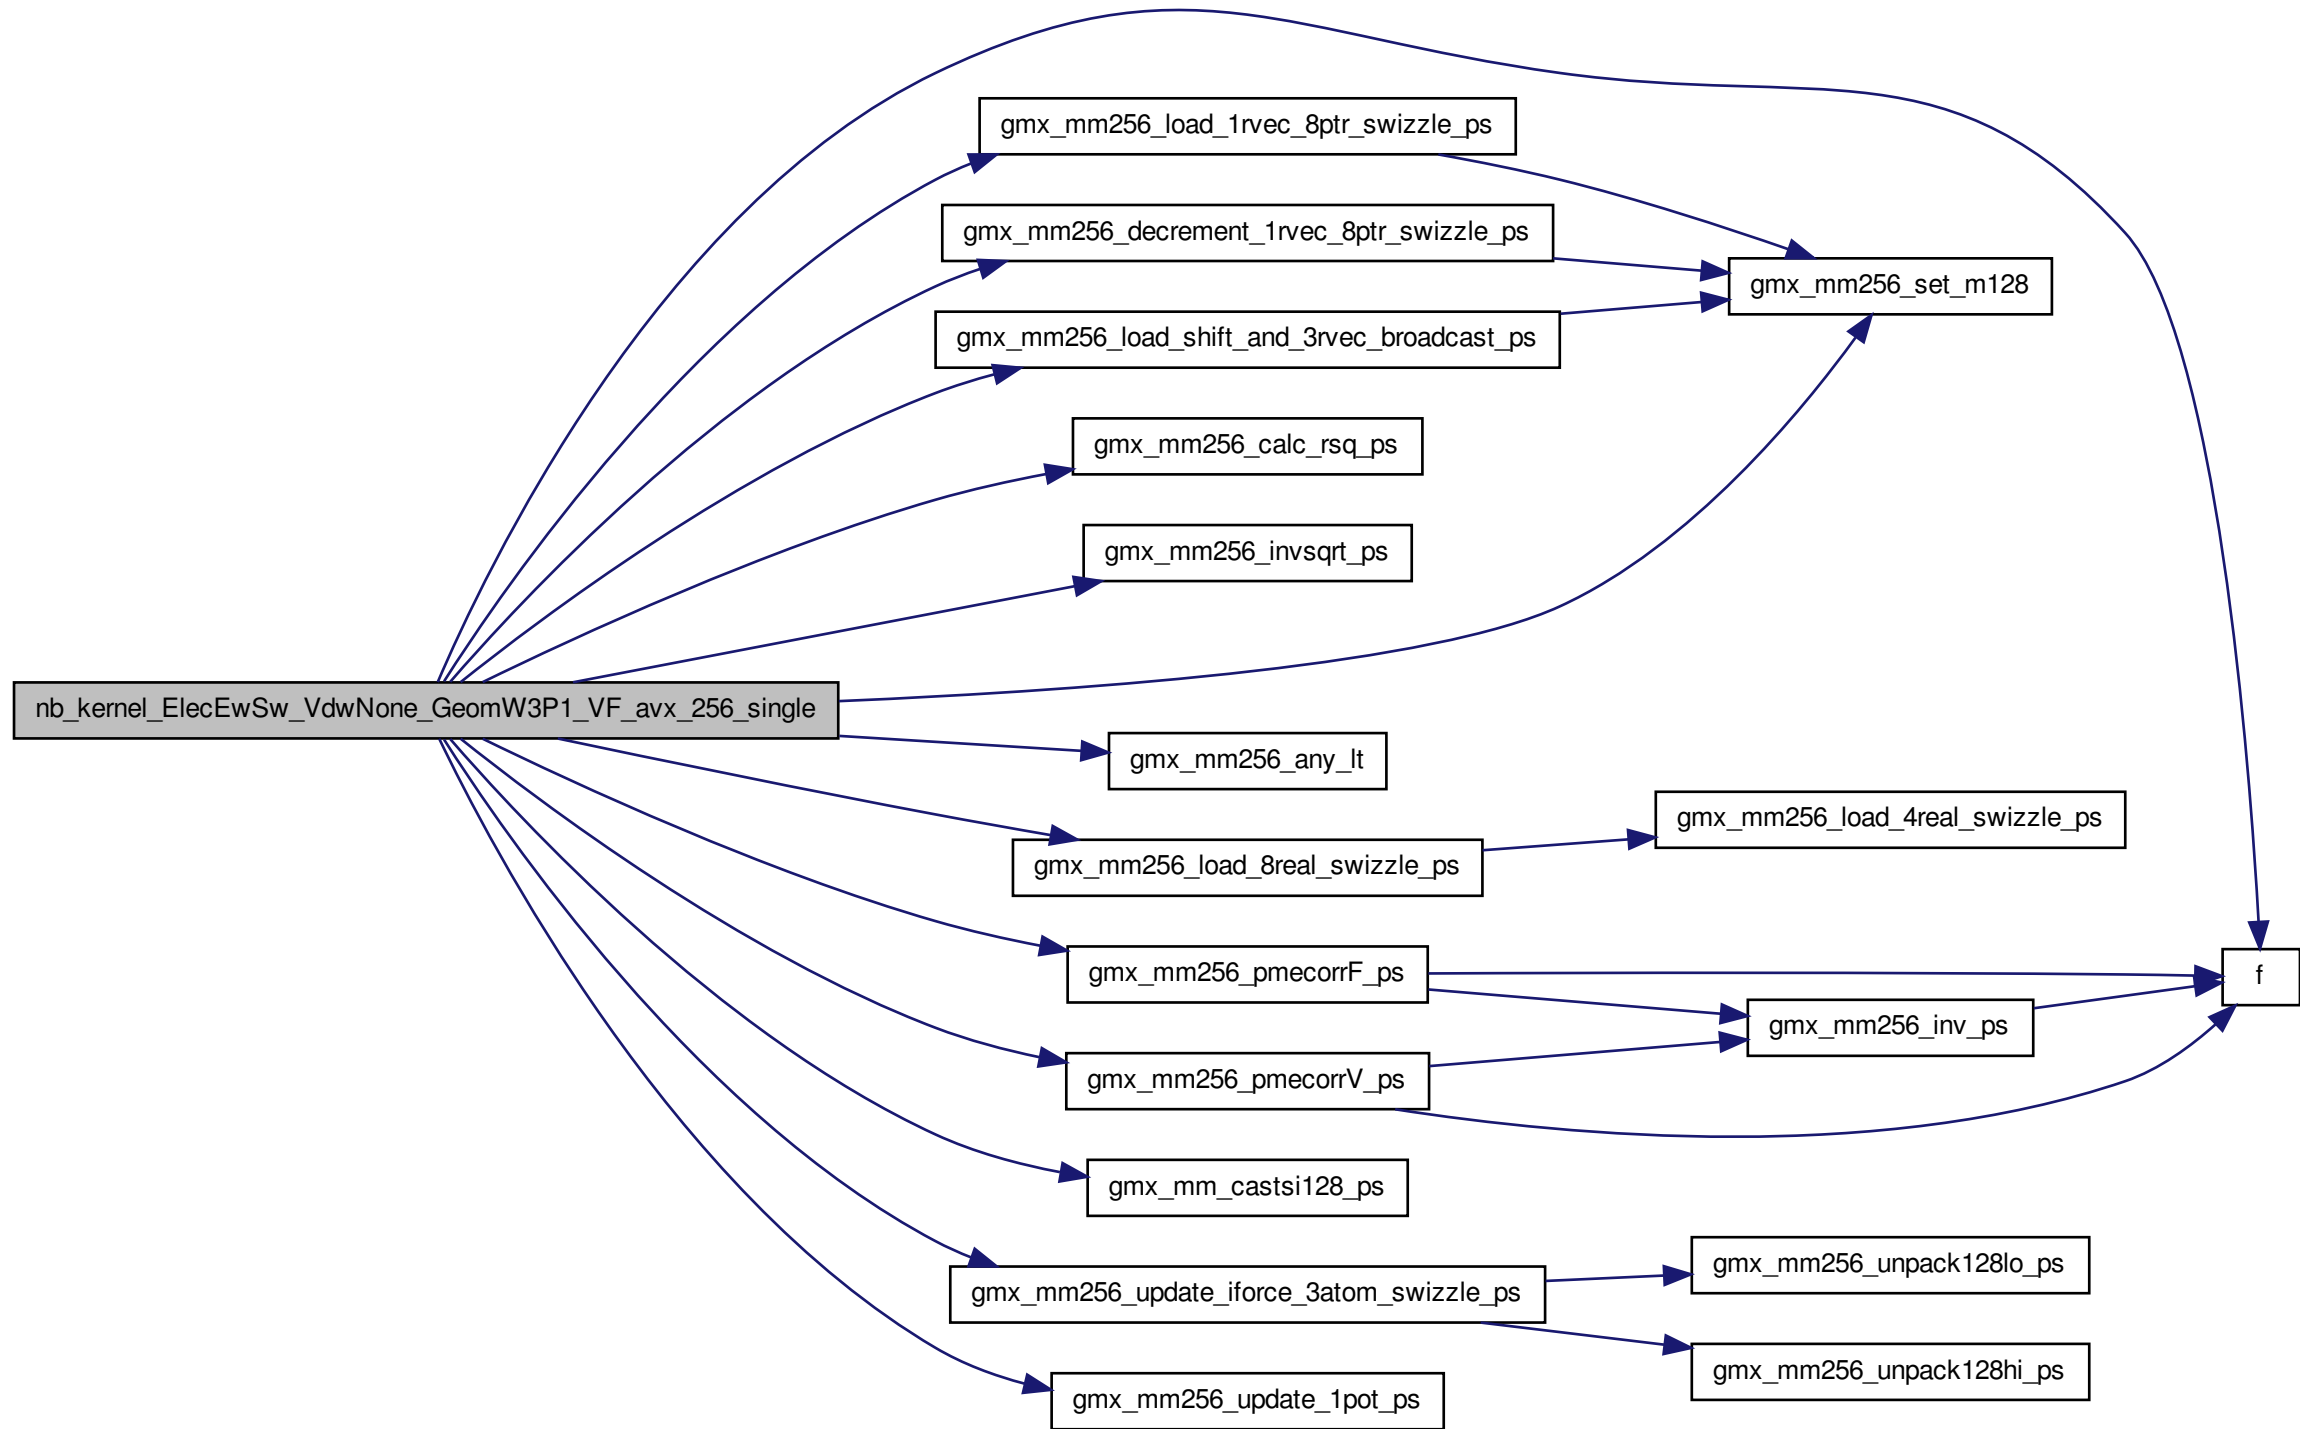 gmx_mm256_load_1rvec_8ptr_swizzle_ps
gmx_mm256_decrement_1rvec_8ptr_swizzle_ps
gmx_mm256_set_m128
gmx_mm256_load_shift_and_3rvec_broadcast_ps
gmx_mm256_calc_rsq_ps
gmx_mm256_invsqrt_ps
nb_kernel_ElecEwSw_VdwNone_GeomW3P1_VF_avx_256_single
gmx_mm256_any_lt
gmx_mm256_load_4real_swizzle_ps
gmx_mm256_load_8real_swizzle_ps
gmx_mm256_pmecorrF_ps
f
gmx_mm256_inv_ps
gmx_mm256_pmecorrV_ps
gmx_mm_castsi128_ps
gmx_mm256_unpack128lo_ps
gmx_mm256_update_iforce_3atom_swizzle_ps
gmx_mm256_unpack128hi_ps
gmx_mm256_update_1pot_ps